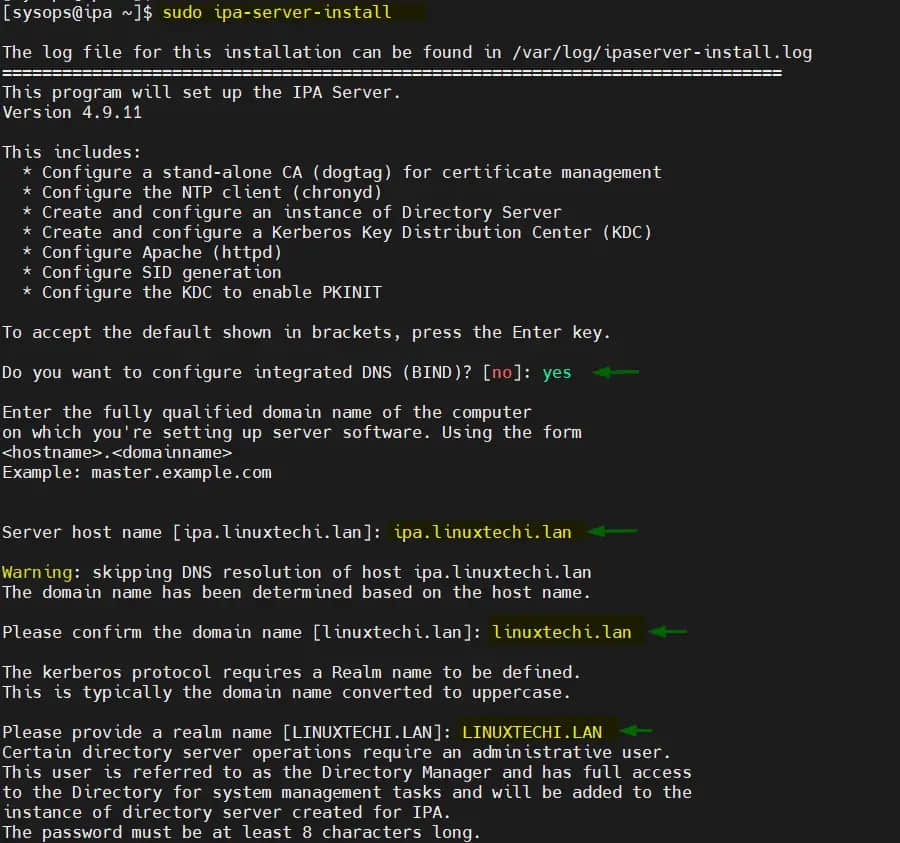 [sysops@ipa ~]$ sudo ipa-server-install
The log file for this installation can be found in /var/log/ipaserver-install.log
==============================================================================
This program will set up the IPA Server.
Version 4.9.11
This includes:
* Configure a stand-alone CA (dogtag) for certificate management
* Configure the NTP client (chronyd)
* Create and configure an instance of Directory Server
* Create and configure a Kerberos Key Distribution Center (KDC)
* Configure Apache (httpd)
* Configure SID generation
* Configure the KDC to enable PKINIT
To accept the default shown in brackets, press the Enter key.
Do you want to configure integrated DNS (BIND)? [no]: yes
Enter the fully qualified domain name of the computer
on which you're setting up server software. Using the form
<hostname>.<domainname>
Example: master.example.com
Server host name [ipa.linuxtechi.lan]: ipa.linuxtechi.lan
Warning: skipping DNS resolution of host ipa.linuxtechi.lan
The domain name has been determined based on the host name.
Please confirm the domain name [linuxtechi.lan]: linuxtechi.lan
The kerberos protocol requires a Realm name to be defined.
This is typically the domain name converted to uppercase.
Please provide a realm name [LINUXTECHI.LAN]: LINUXTECHI.LAN
Certain directory server operations require an administrative user.
This user is referred to as the Directory Manager and has full access
to the Directory for system management tasks and will be added to the
instance of directory server created for IPA.
The password must be at least 8 characters long.